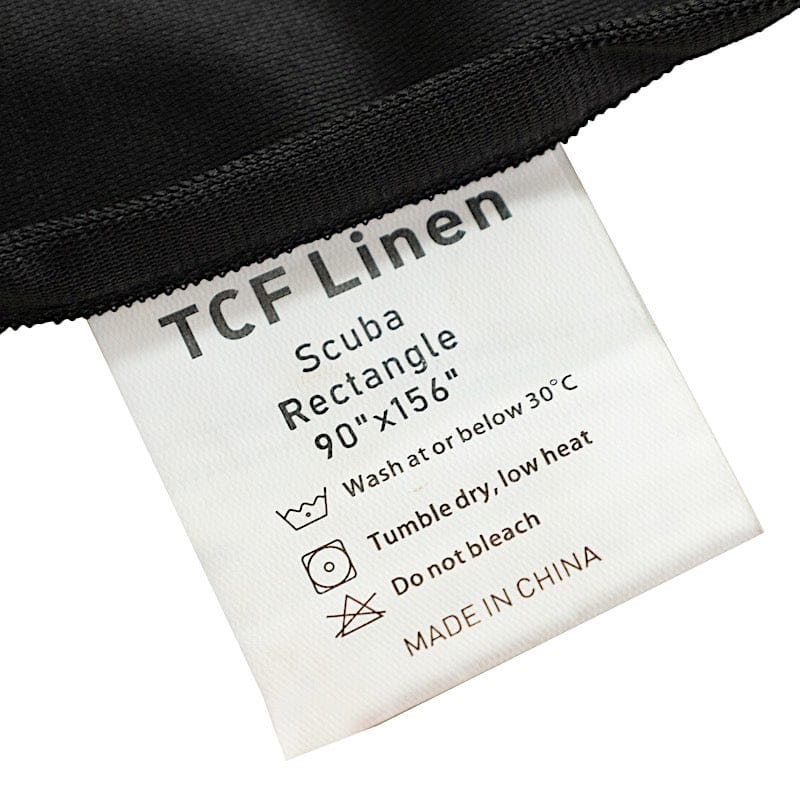 TCF Linen
Scuba
Rectangle
90"x156"
Wash at or below 30°C
Tumble dry, low heat
Do not bleach
MADE IN CHINA